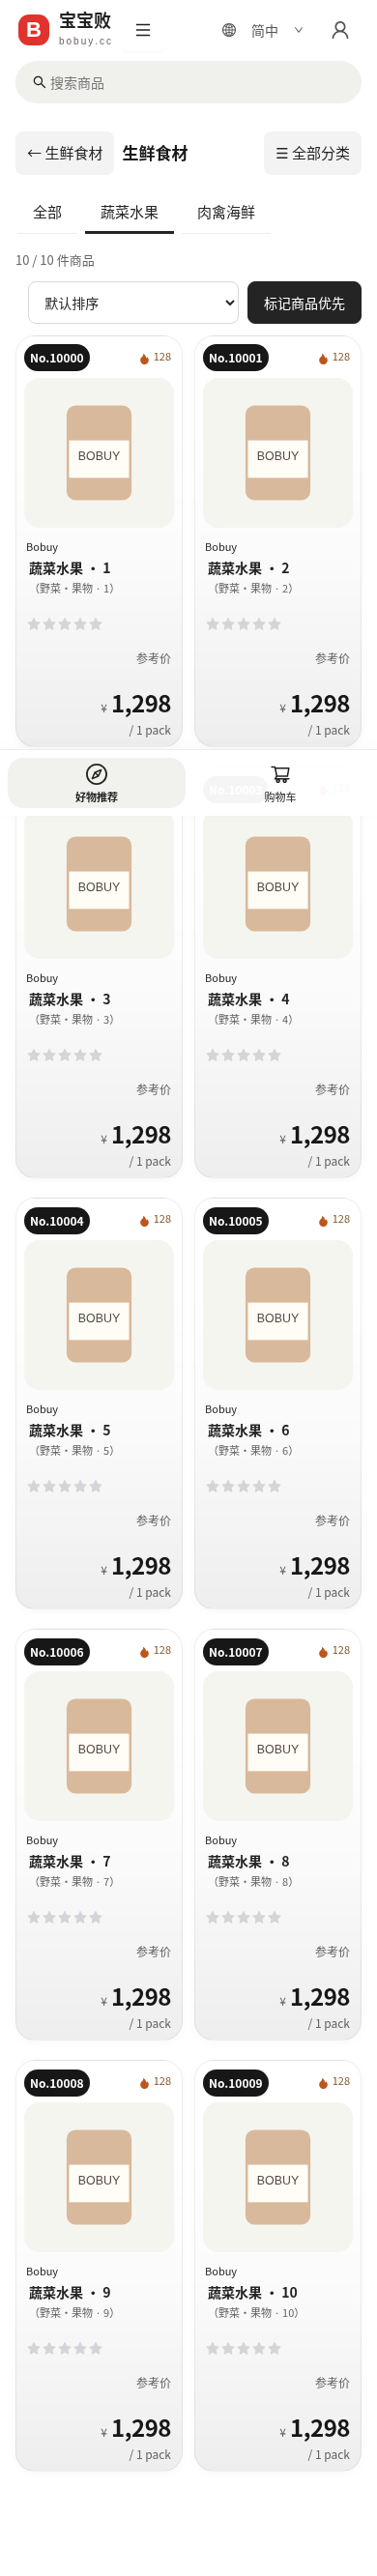 B 宝宝败
bobuy.cc
简中
搜索商品
← 生鲜食材 生鲜食材 ☰ 全部分类
全部 蔬菜水果 肉禽海鲜
10 / 10 件商品
默认排序 标记商品优先
No.10000 128
BOBUY
Bobuy
蔬菜水果 · 1
（野菜・果物 · 1）
参考价
¥ 1,298
/ 1 pack
No.10001 128
BOBUY
Bobuy
蔬菜水果 · 2
（野菜・果物 · 2）
参考价
¥ 1,298
/ 1 pack
好物推荐 购物车
BOBUY
Bobuy
蔬菜水果 · 3
（野菜・果物 · 3）
参考价
¥ 1,298
/ 1 pack
No.10003 128
BOBUY
Bobuy
蔬菜水果 · 4
（野菜・果物 · 4）
参考价
¥ 1,298
/ 1 pack
No.10004 128
BOBUY
Bobuy
蔬菜水果 · 5
（野菜・果物 · 5）
参考价
¥ 1,298
/ 1 pack
No.10005 128
BOBUY
Bobuy
蔬菜水果 · 6
（野菜・果物 · 6）
参考价
¥ 1,298
/ 1 pack
No.10006 128
BOBUY
Bobuy
蔬菜水果 · 7
（野菜・果物 · 7）
参考价
¥ 1,298
/ 1 pack
No.10007 128
BOBUY
Bobuy
蔬菜水果 · 8
（野菜・果物 · 8）
参考价
¥ 1,298
/ 1 pack
No.10008 128
BOBUY
Bobuy
蔬菜水果 · 9
（野菜・果物 · 9）
参考价
¥ 1,298
/ 1 pack
No.10009 128
BOBUY
Bobuy
蔬菜水果 · 10
（野菜・果物 · 10）
参考价
¥ 1,298
/ 1 pack